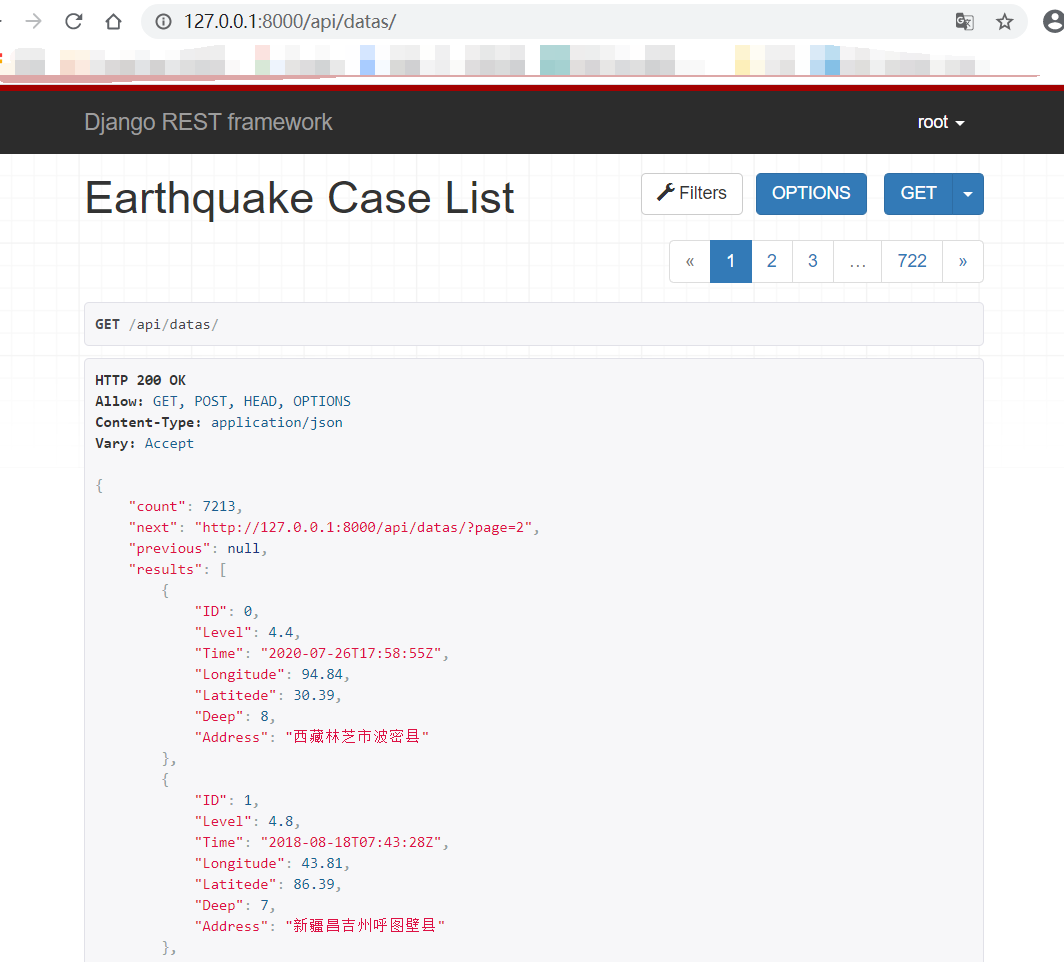 127.0.0.1:8000/api/datas/
Django REST framework
root
Earthquake Case List
Filters
OPTIONS
GET
« 1 2 3 … 722 »
GET /api/datas/
HTTP 200 OK
Allow: GET, POST, HEAD, OPTIONS
Content-Type: application/json
Vary: Accept
{
"count": 7213,
"next": "http://127.0.0.1:8000/api/datas/?page=2",
"previous": null,
"results": [
{
"ID": 0,
"Level": 4.4,
"Time": "2020-07-26T17:58:55Z",
"Longitude": 94.84,
"Latitede": 30.39,
"Deep": 8,
"Address": "西藏林芝市波密县"
},
{
"ID": 1,
"Level": 4.8,
"Time": "2018-08-18T07:43:28Z",
"Longitude": 43.81,
"Latitede": 86.39,
"Deep": 7,
"Address": "新疆昌吉州呼图壁县"
},